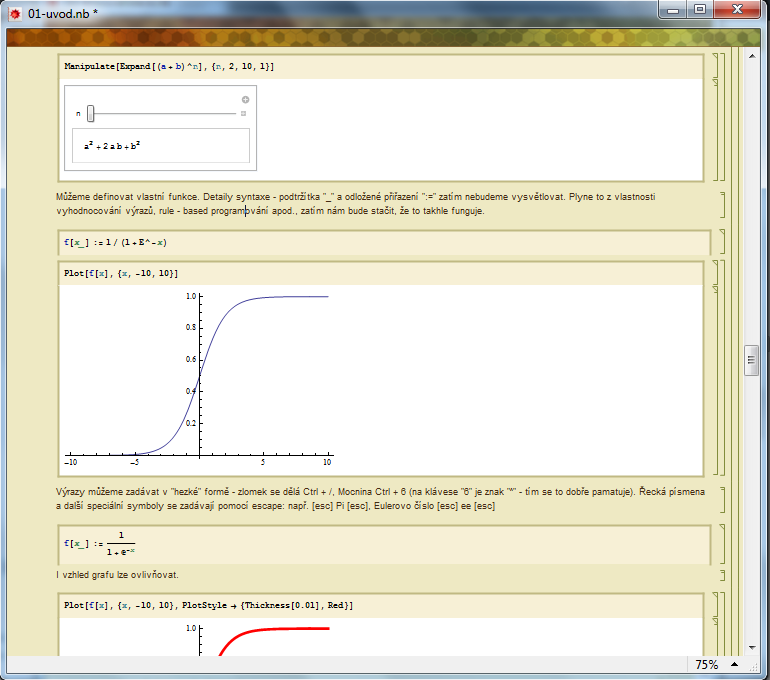 01-uvod.nb *
Manipulate[Expand[(a + b)^n], {n, 2, 10, 1}]
n
a² + 2 a b + b²
Můžeme definovat vlastní funkce. Detaily syntaxe - podtržítka "_" a odložené přiřazení ":=" zatím nebudeme vysvětlovat. Plyne to z vlastnosti
vyhodnocování výrazů, rule - based programování apod., zatím nám bude stačit, že to takhle funguje.
f[x_] := 1 / (1 + E^-x)
Plot[f[x], {x, -10, 10}]
1.0
0.8
0.6
0.4
0.2
-10 -5 5 10
Výrazy můžeme zadávat v "hezké" formě - zlomek se dělá Ctrl + /, Mocnina Ctrl + 6 (na klávese "6" je znak "^" - tím se to dobře pamatuje). Řecká písmena
a další speciální symboly se zadávají pomocí escape: např. [esc] Pi [esc], Eulerovo číslo [esc] ee [esc]
1
f[x_] := 
1 + e^-x
I vzhled grafu lze ovlivňovat.
Plot[f[x], {x, -10, 10}, PlotStyle → {Thickness[0.01], Red}]
1.0
75%